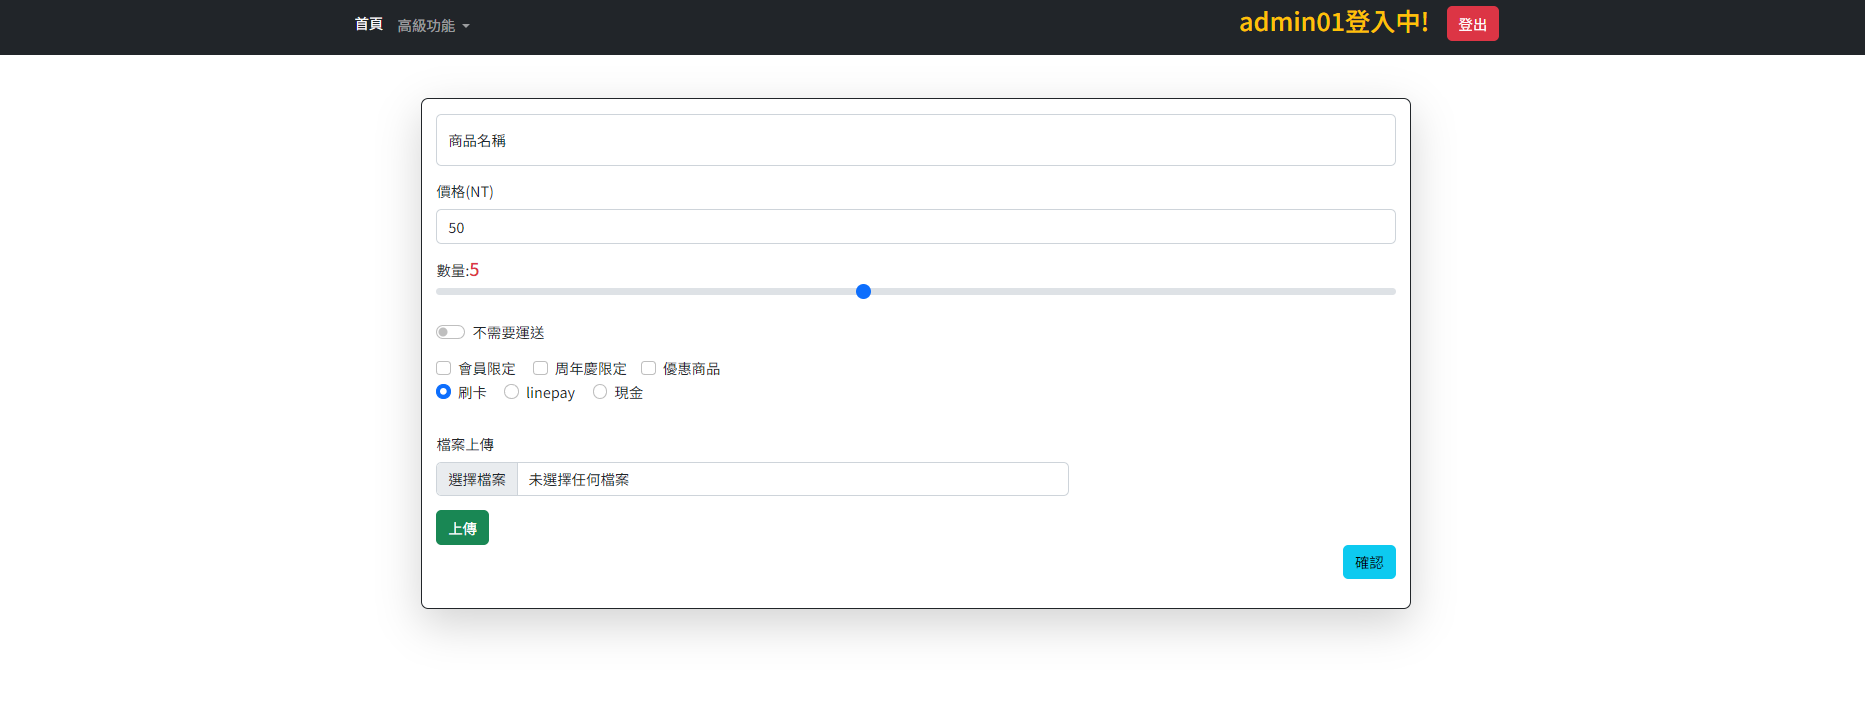 首頁 高級功能 admin01登入中! 登出
商品名稱
價格(NT)
50
數量:5
不需要運送
會員限定 周年慶限定 優惠商品
刷卡 linepay 現金
檔案上傳
選擇檔案 未選擇任何檔案
上傳
確認